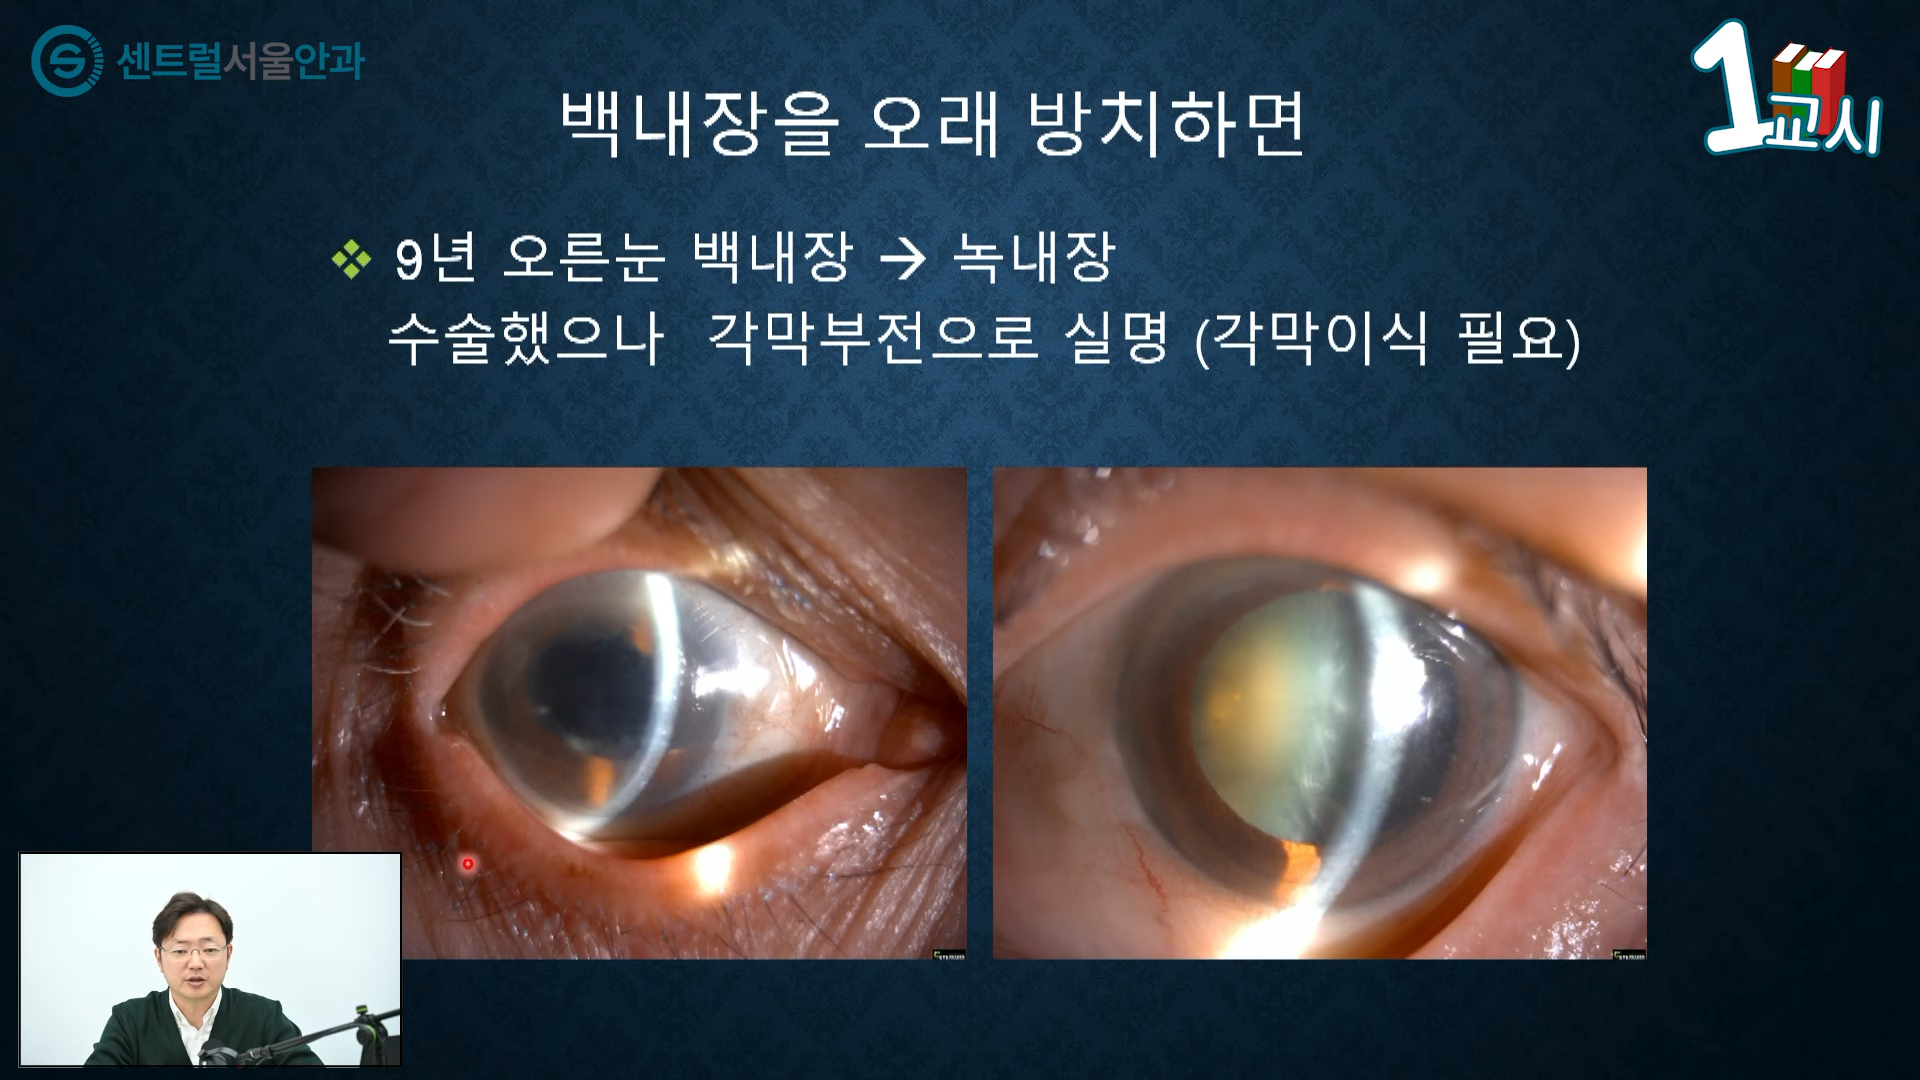 센트럴서울안과
1교시
백내장을 오래 방치하면
9년 오른눈 백내장 → 녹내장
수술했으나 각막부전으로 실명 (각막이식 필요)